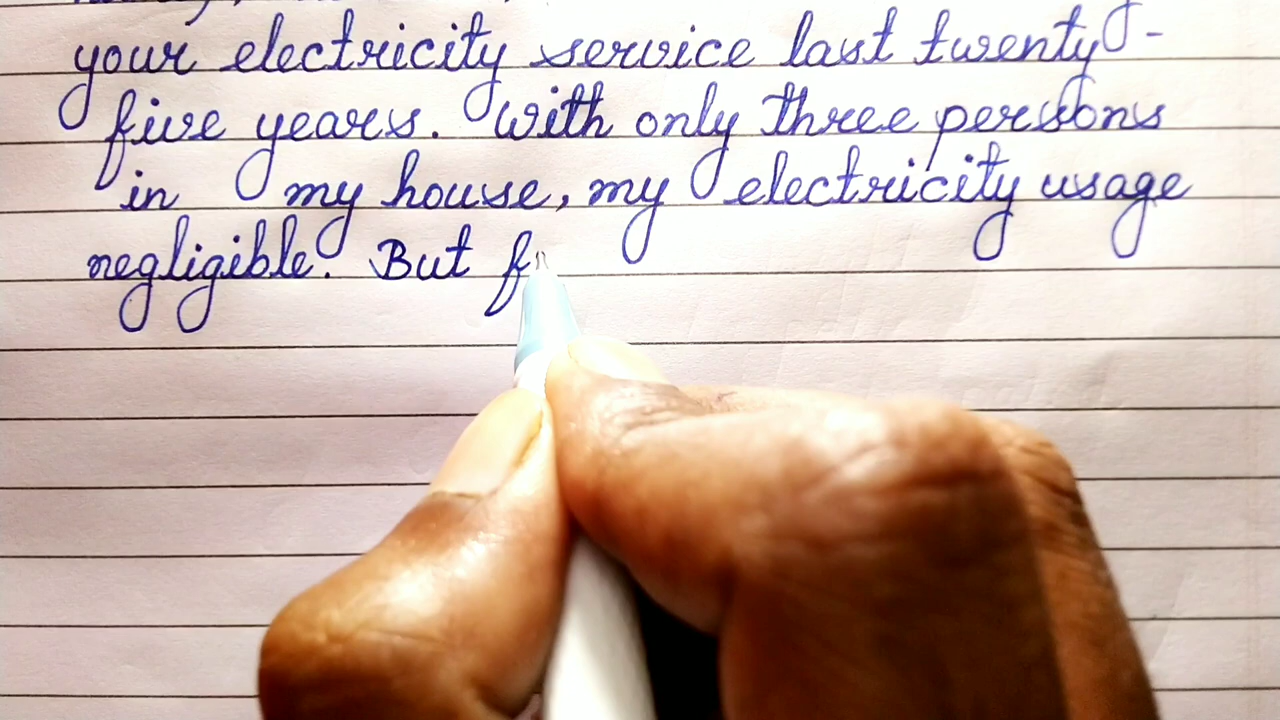 your electricity service last twenty-
five years. With only three persons
in my house, my electricity usage
negligible. But f